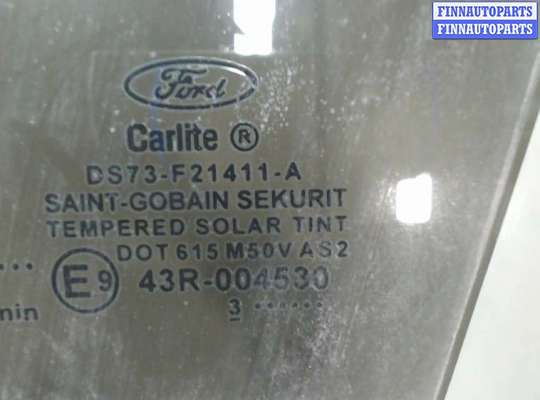 FINNAUTOPARTS
FINNAUTOPARTS
Ford
Carlite ®
DS73-F21411-A
SAINT-GOBAIN SEKURIT
TEMPERED SOLAR TINT
DOT 615 M50V AS2
E9 43R-004530
min
3 ......